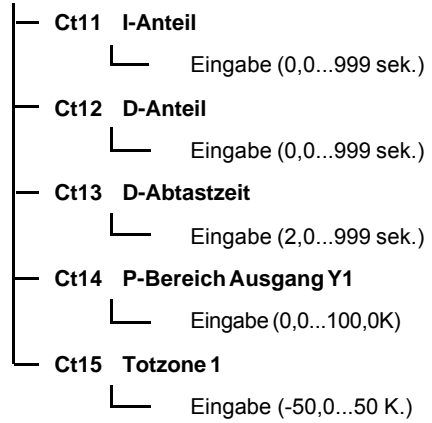 Ct11 I-Anteil
Eingabe (0,0...999 sek.)
Ct12 D-Anteil
Eingabe (0,0...999 sek.)
Ct13 D-Abtastzeit
Eingabe (2,0...999 sek.)
Ct14 P-Bereich Ausgang Y1
Eingabe (0,0...100,0K)
Ct15 Totzone 1
Eingabe (-50,0...50 K.)